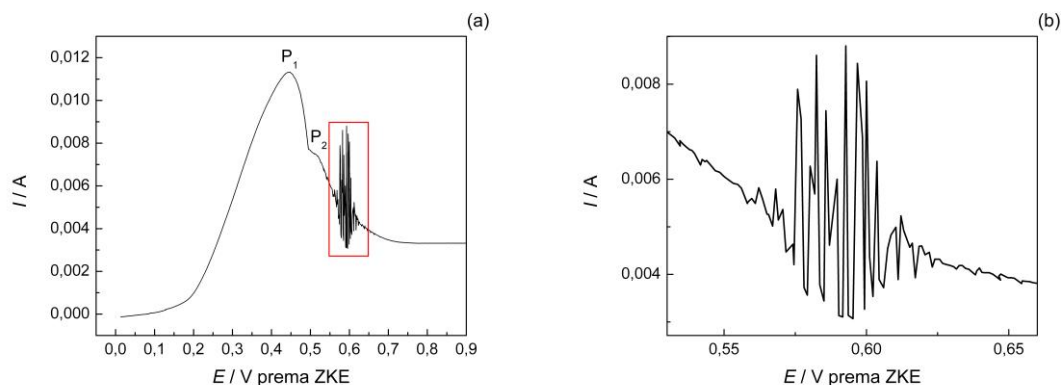 (a)
0,012
0,010
0,008
0,006
0,004
0,002
0,000
I / A
P1
P2
0,0 0,1 0,2 0,3 0,4 0,5 0,6 0,7 0,8 0,9
E / V prema ZKE
(b)
0,008
0,006
0,004
I / A
0,55 0,60 0,65
E / V prema ZKE